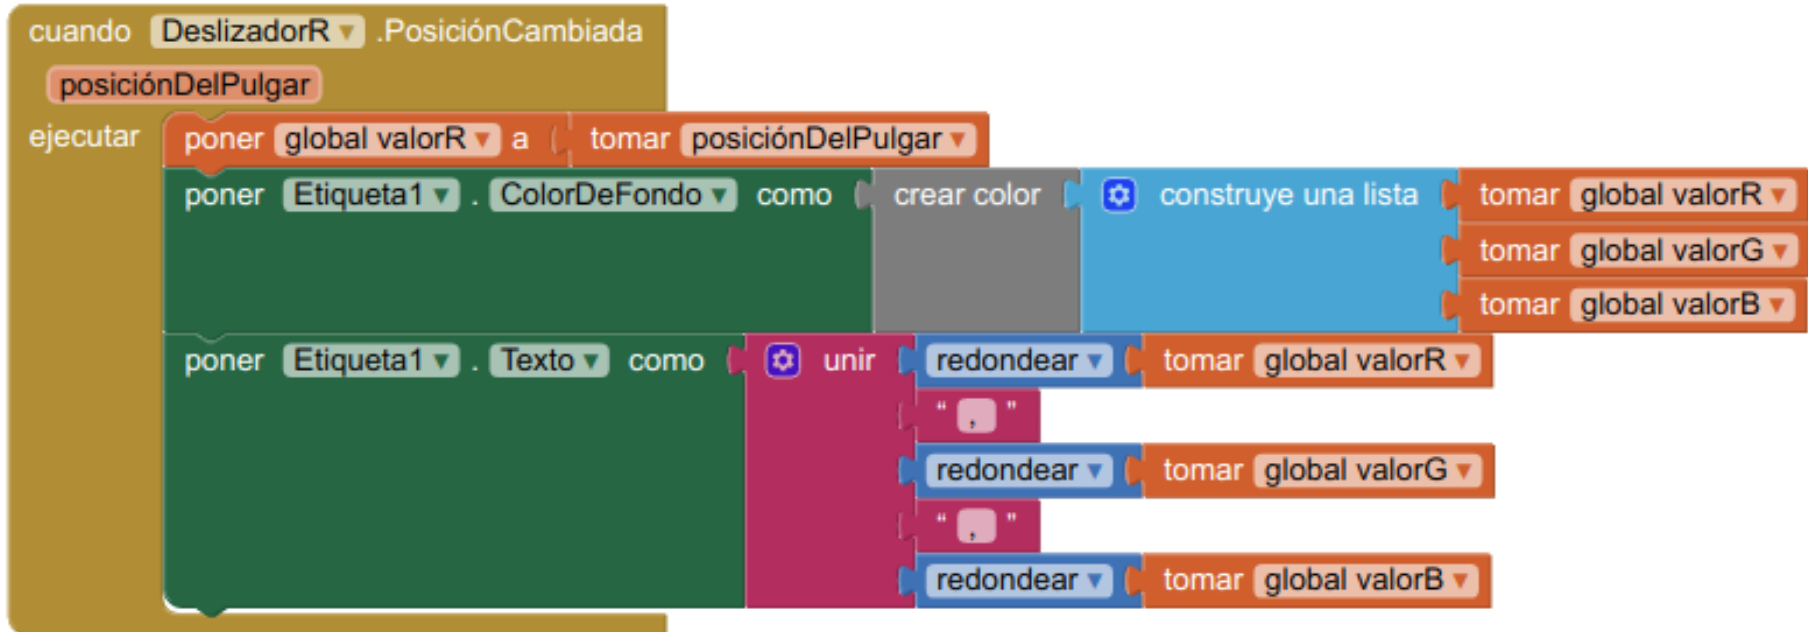 cuando DeslizadorR .PosiciónCambiada
posiciónDelPulgar
ejecutar poner global valorR a tomar posiciónDelPulgar
poner Etiqueta1 . ColorDeFondo como crear color construye una lista tomar global valorR
tomar global valorG
tomar global valorB
poner Etiqueta1 . Texto como unir redondear tomar global valorR
“ , ”
redondear tomar global valorG
“ , ”
redondear tomar global valorB